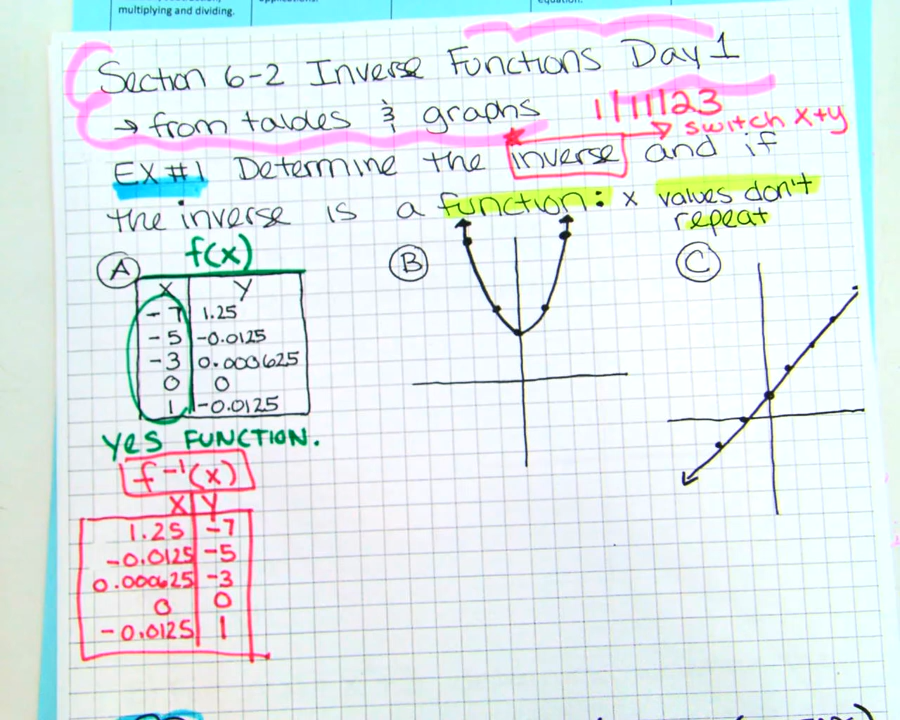 multiplying and dividing.
equation.
Section 6-2 Inverse Functions Day 1
→ from tables & graphs 1/11/23
switch x+y
EX #1 Determine the inverse and if
the inverse is a function: x values don't
repeat
A f(x)
X Y
-7 1.25
-5 -0.0125
-3 0.000625
0 0
1 -0.0125
YES FUNCTION.
f⁻¹(x)
X Y
1.25 -7
-0.0125 -5
0.000625 -3
0 0
-0.0125 1
B
C